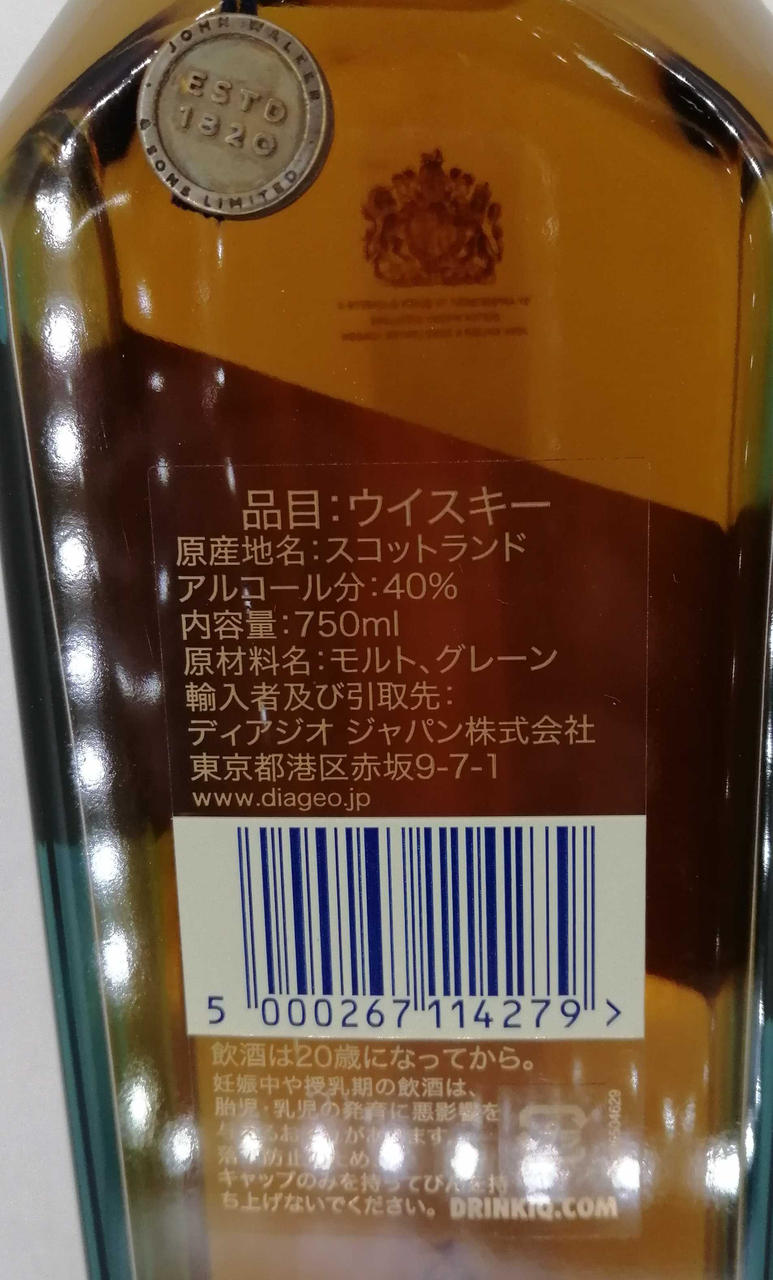 JOHN WALKER
ESTD
1820
& SONS LIMITED
品目:ウイスキー
原産地名:スコットランド
アルコール分:40%
内容量:750ml
原材料名:モルト、グレーン
輸入者及び引取先:
ディアジオ ジャパン株式会社
東京都港区赤坂9-7-1
www.diageo.jp
5 000267 114279 >
飲酒は20歳になってから。
妊娠中や授乳期の飲酒は、
胎児・乳児の発育に悪影響を
キャップのみを持ってびんを持
ち上げないでください。 DRINKiQ.COM